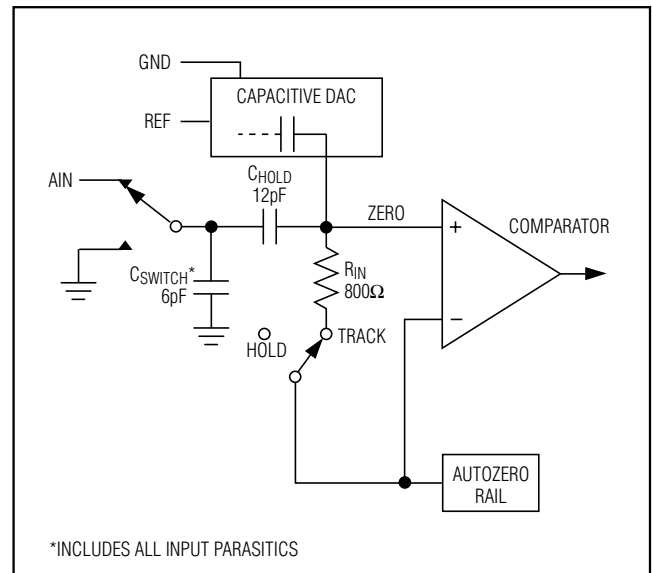 GND
CAPACITIVE DAC
REF
AIN
CHOLD
12pF
ZERO
COMPARATOR
+
−
RIN
800Ω
CSWITCH*
6pF
HOLD
TRACK
AUTOZERO
RAIL
*INCLUDES ALL INPUT PARASITICS